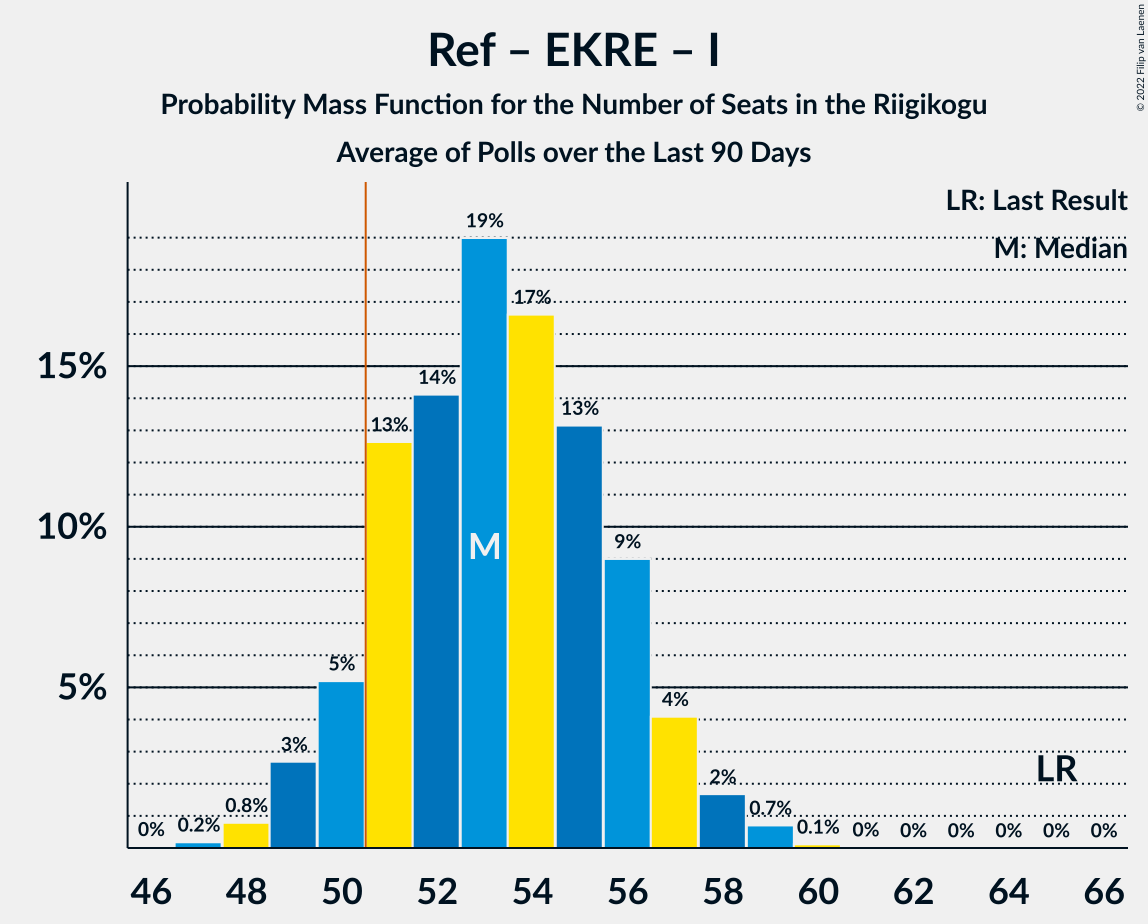 Ref – EKRE – I
Probability Mass Function for the Number of Seats in the Riigikogu
Average of Polls over the Last 90 Days
© 2022 Filip van Laenen
LR: Last Result
M: Median
19%
17%
15%
14%
13%
13%
10%
9%
M
5%
5%
4%
3%
2%
LR
0.8%
0.7%
0% 0.2% 0.1% 0% 0% 0% 0% 0% 0%
46 48 50 52 54 56 58 60 62 64 66